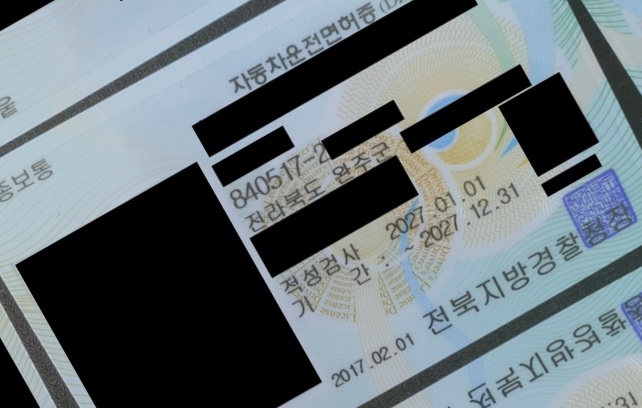 자동차운전면허증
840517-2
전라북도 완주군
적성검사 2027.01.01
기 간 : ~ 2027.12.31
2017.02.01 전북지방경찰청장
종보통